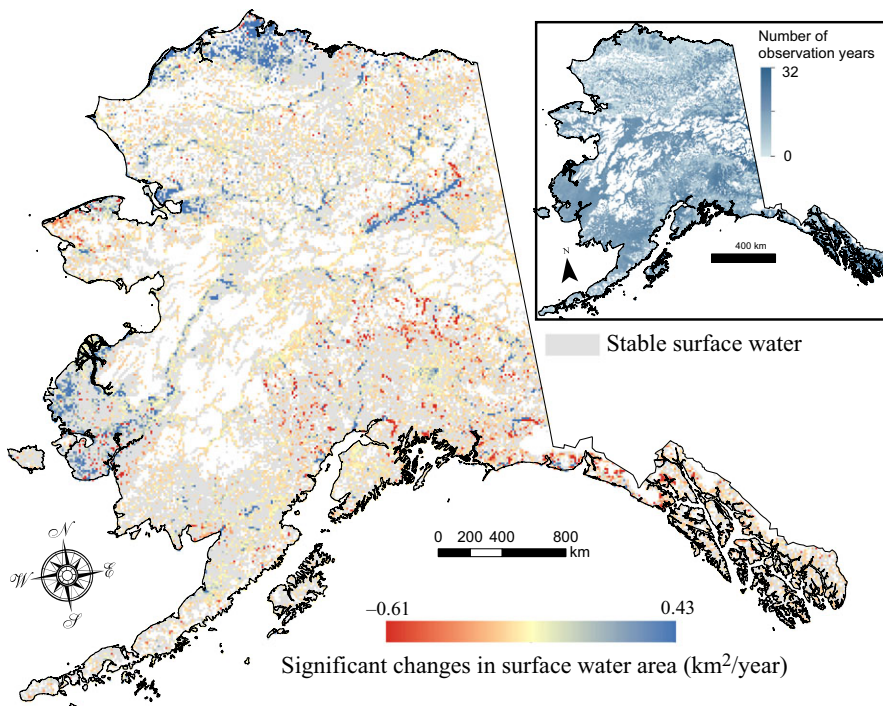 Number of
observation years
32
0
N
400 km
Stable surface water
N
W E
S
0 200 400 800
km
−0.61 0.43
Significant changes in surface water area (km²/year)